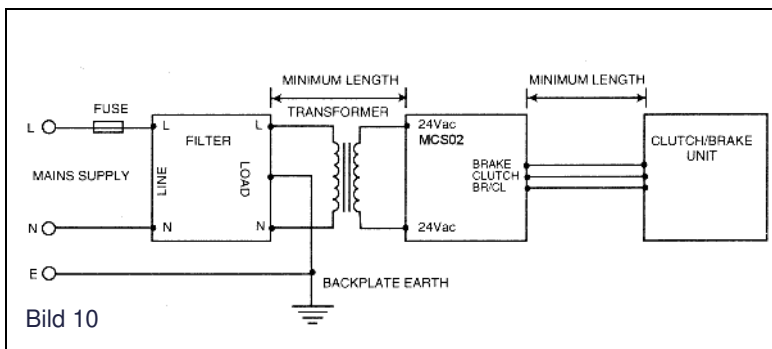 MINIMUM LENGTH
MINIMUM LENGTH
FUSE
TRANSFORMER
L
L
L
24Vac
FILTER
MCS02
CLUTCH/BRAKE
UNIT
BRAKE
CLUTCH
BR/CL
MAINS SUPPLY
LINE
LOAD
N
N
N
24Vac
E
BACKPLATE EARTH
Bild 10